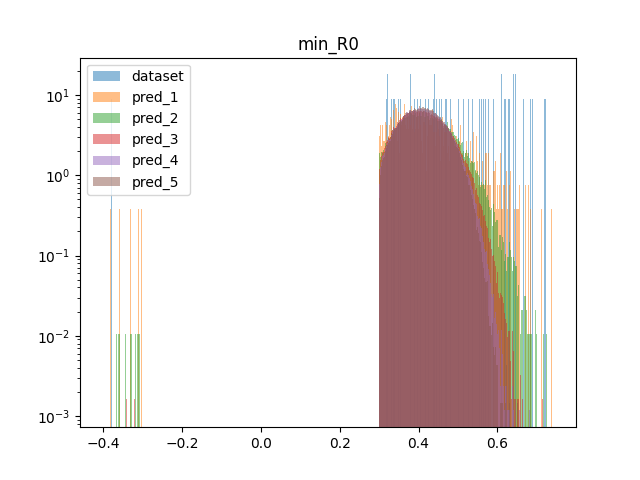 min_R0
dataset
pred_1
pred_2
pred_3
pred_4
pred_5
10¹
10⁰
10⁻¹
10⁻²
10⁻³
−0.4 −0.2 0.0 0.2 0.4 0.6